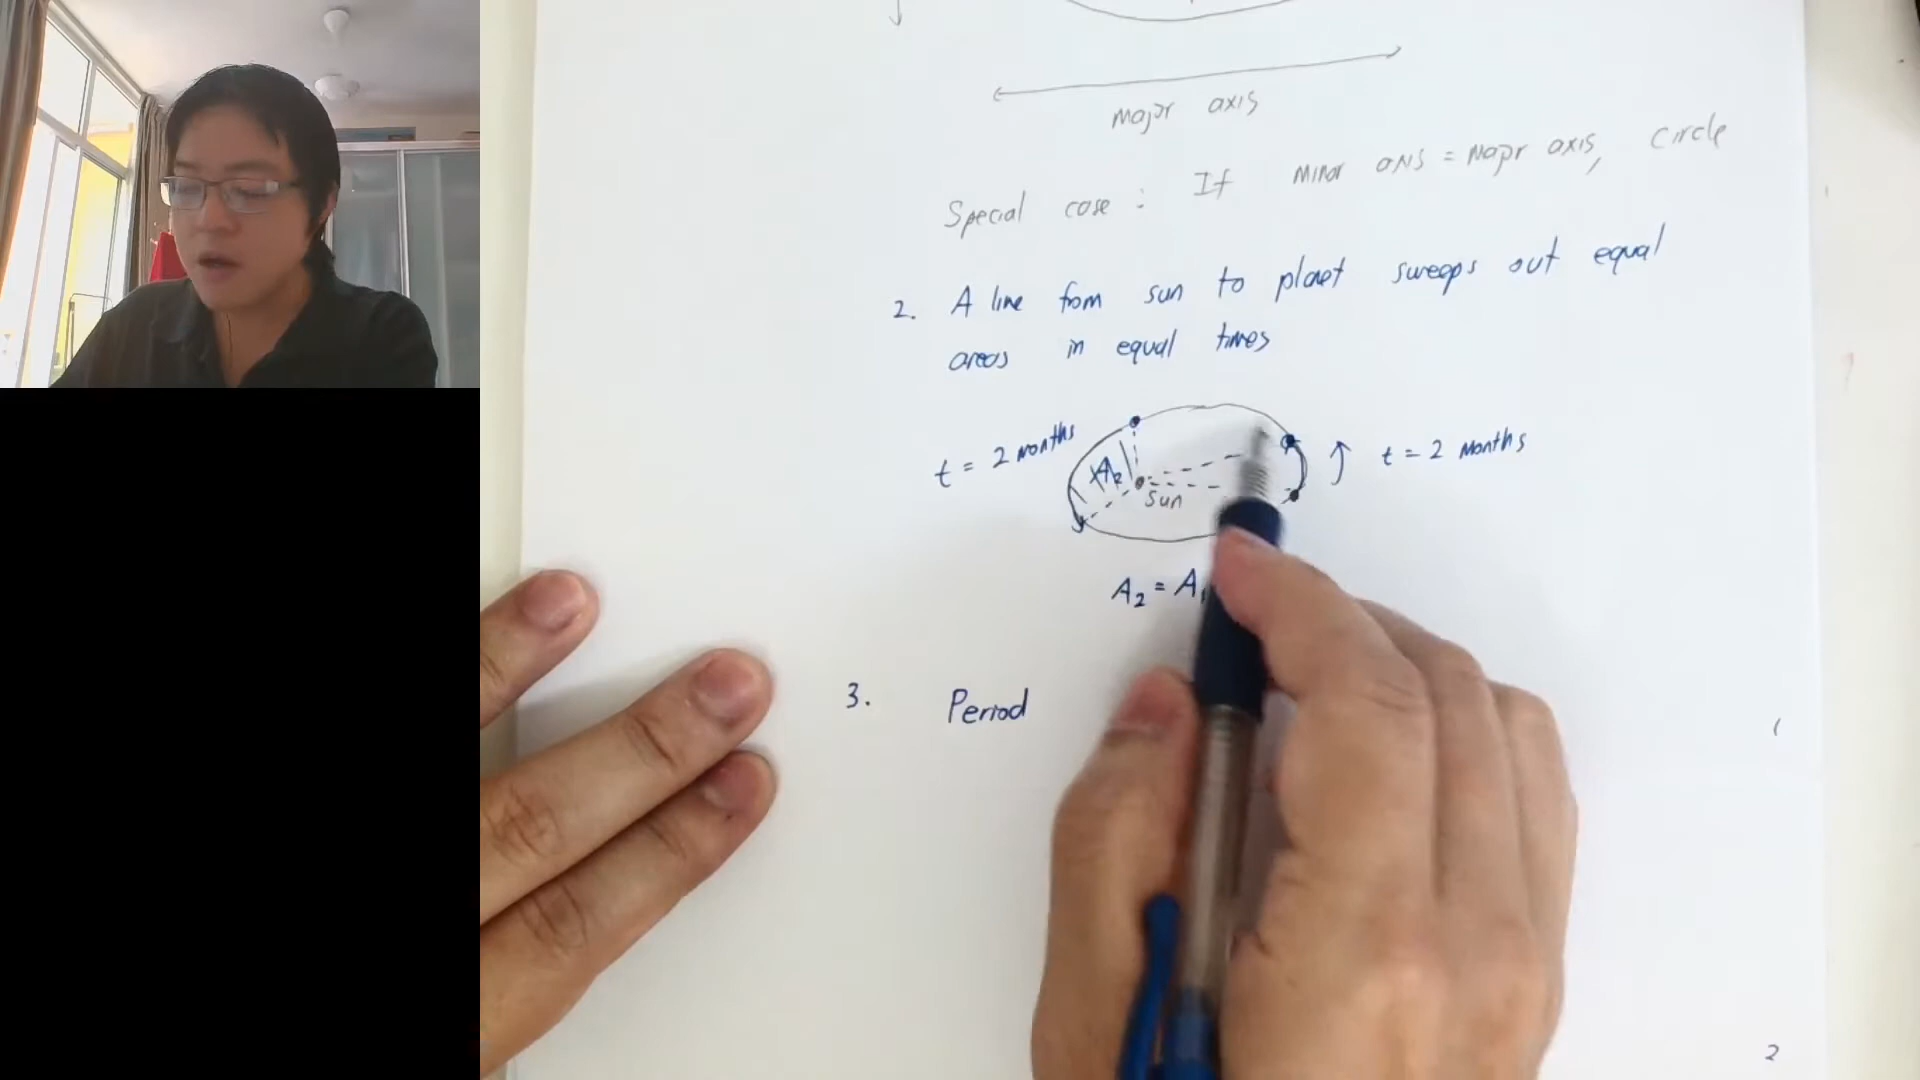 major axis
Special case : If minor axis = major axis, circle
2. A line from sun to planet sweeps out equal
areas in equal times
t = 2 months
A2
sun
t = 2 months
A2 = A1
3. Period
1
2